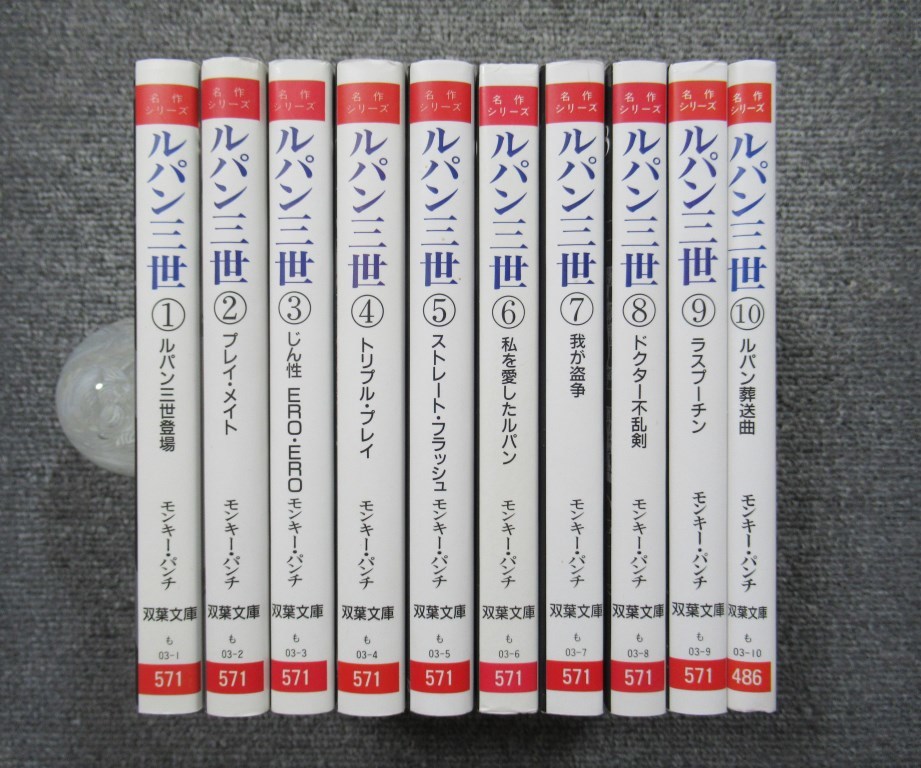 名作
シリーズ
ルパン三世
①
ルパン三世登場
モンキー・パンチ
双葉文庫
も
03-1
571
名作
シリーズ
ルパン三世
②
プレイ・メイト
モンキー・パンチ
双葉文庫
も
03-2
571
名作
シリーズ
ルパン三世
③
じん性 ERO・ERO
モンキー・パンチ
双葉文庫
も
03-3
571
名作
シリーズ
ルパン三世
④
トリプル・プレイ
モンキー・パンチ
双葉文庫
も
03-4
571
名作
シリーズ
ルパン三世
⑤
ストレート・フラッシュ
モンキー・パンチ
双葉文庫
も
03-5
571
名作
シリーズ
ルパン三世
⑥
私を愛したルパン
モンキー・パンチ
双葉文庫
も
03-6
571
名作
シリーズ
ルパン三世
⑦
我が盗争
モンキー・パンチ
双葉文庫
も
03-7
571
名作
シリーズ
ルパン三世
⑧
ドクター不乱剣
モンキー・パンチ
双葉文庫
も
03-8
571
名作
シリーズ
ルパン三世
⑨
ラスプーチン
モンキー・パンチ
双葉文庫
も
03-9
571
名作
シリーズ
ルパン三世
⑩
ルパン葬送曲
モンキー・パンチ
双葉文庫
も
03-10
486